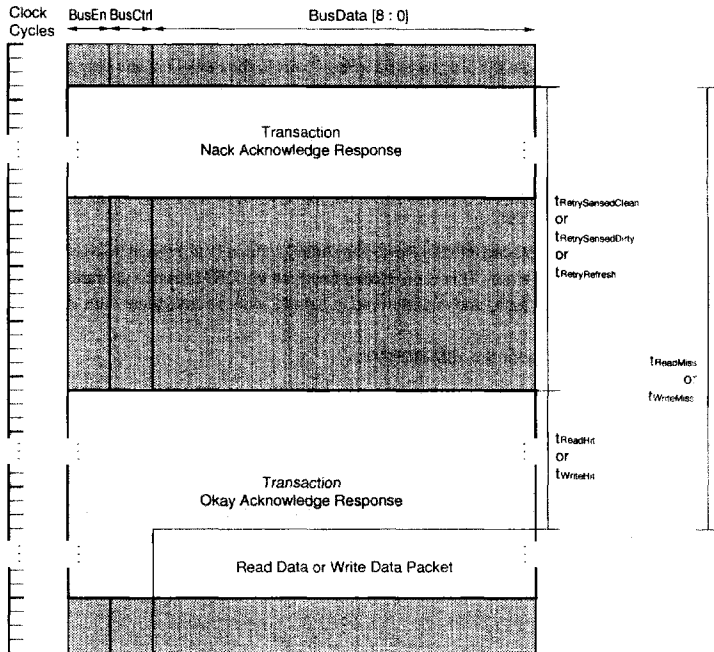 Clock
Cycles
BusEn BusCtrl
BusData [8 : 0]
Transaction
Nack Acknowledge Response
tRetrySensedClean
or
tRetrySensedDirty
or
tRetryRefresh
tReadMiss
or
tWriteMiss
tReadHit
or
tWriteHit
Transaction
Okay Acknowledge Response
Read Data or Write Data Packet